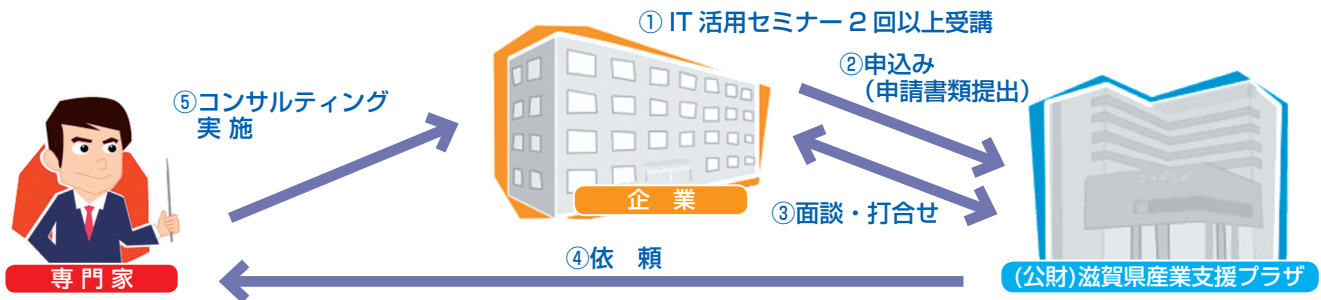 ① IT 活用セミナー 2 回以上受講
②申込み
（申請書類提出）
⑤コンサルティング
実 施
企 業
③面談・打合せ
④依 頼
専 門 家
(公財)滋賀県産業支援プラザ